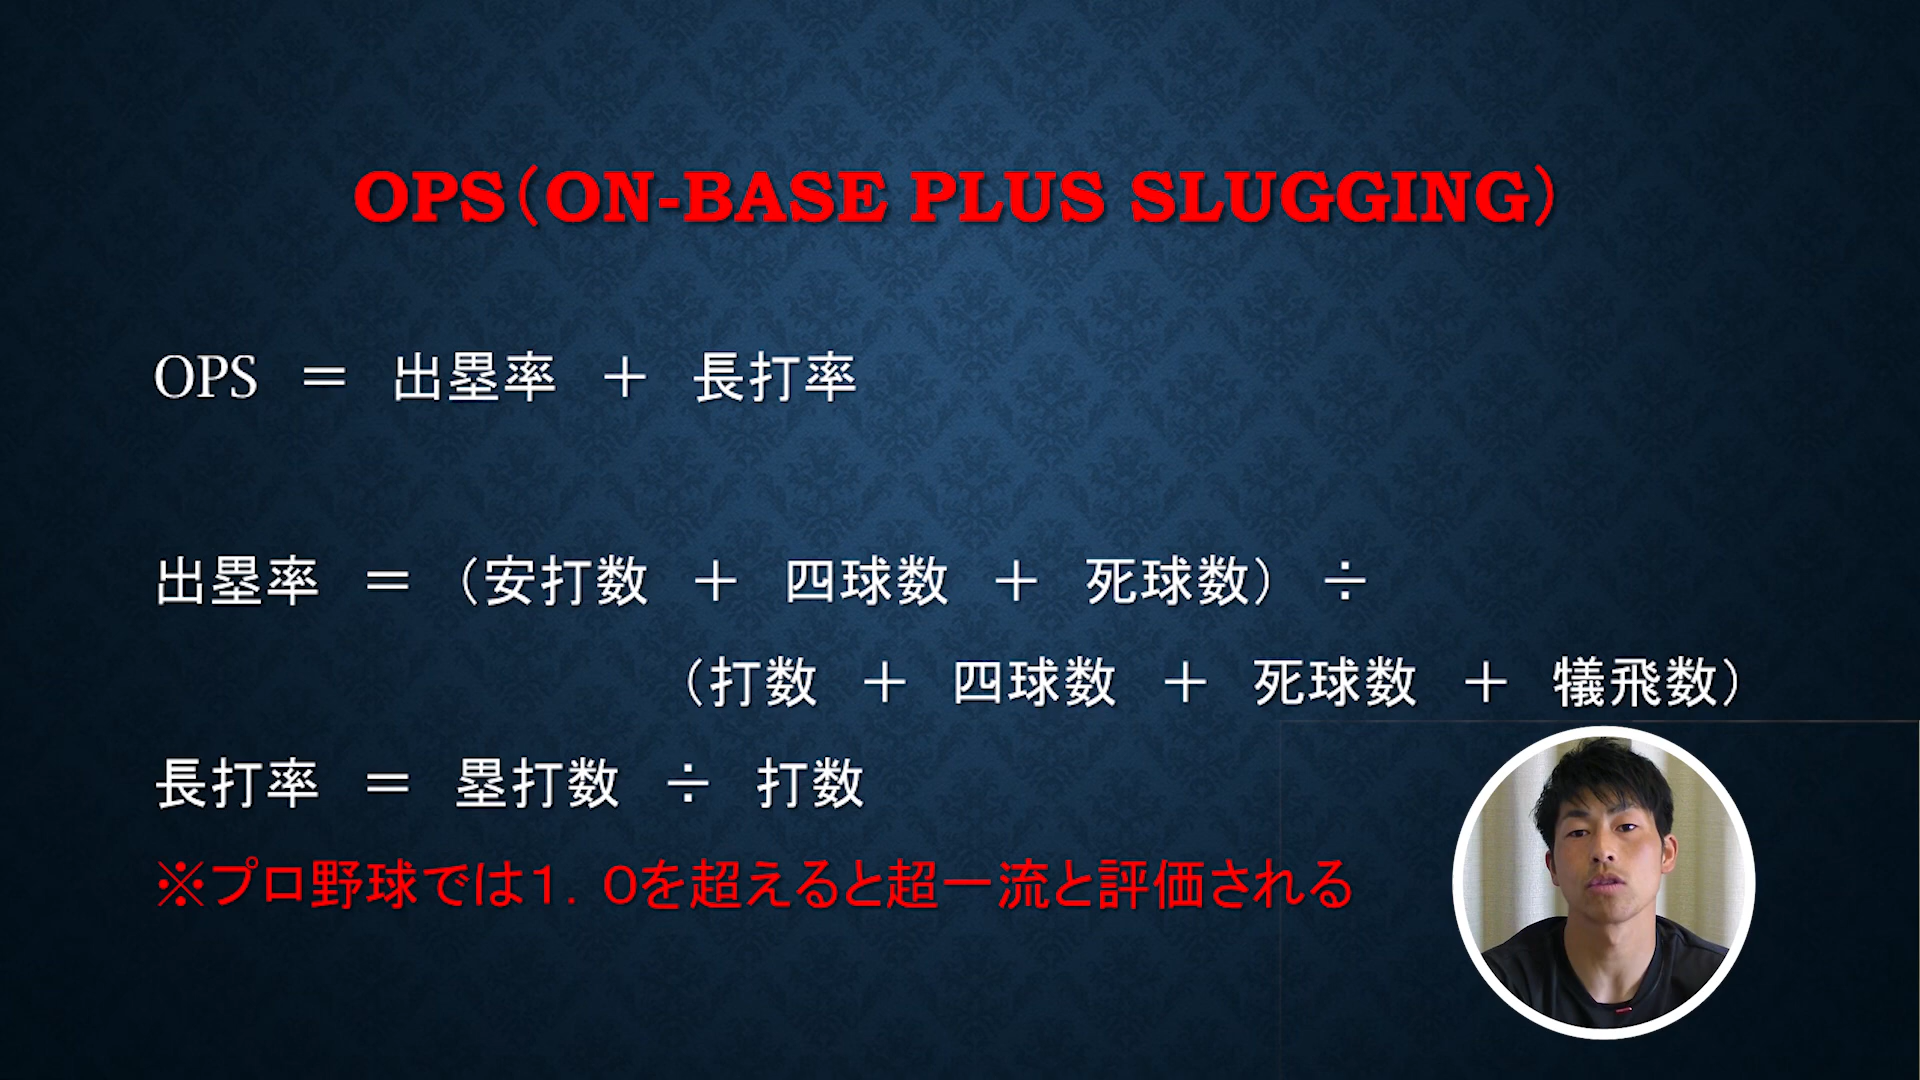 OPS（ON-BASE PLUS SLUGGING）
OPS　＝　出塁率　＋　長打率
出塁率　＝　（安打数　＋　四球数　＋　死球数）　÷
（打数　＋　四球数　＋　死球数　＋　犠飛数）
長打率　＝　塁打数　÷　打数
※プロ野球では１．０を超えると超一流と評価される